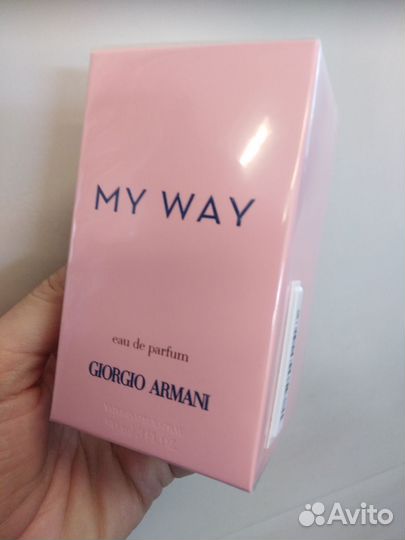 MY WAY
eau de parfum
GIORGIO ARMANI
Avito